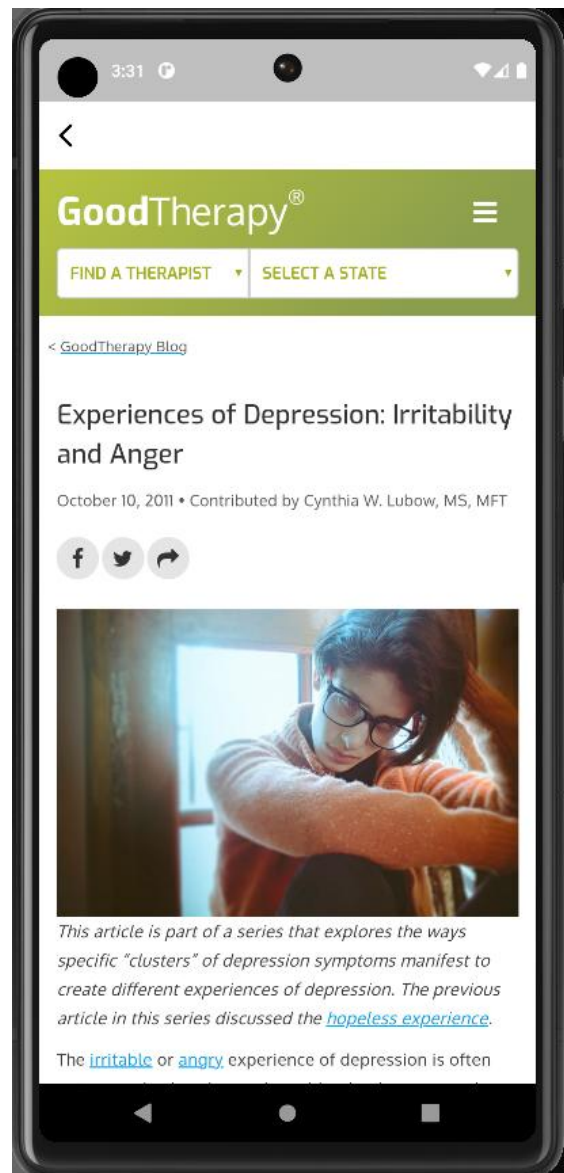 3:31
GoodTherapy®
FIND A THERAPIST
SELECT A STATE
< GoodTherapy Blog
Experiences of Depression: Irritability
and Anger
October 10, 2011 • Contributed by Cynthia W. Lubow, MS, MFT
This article is part of a series that explores the ways
specific “clusters” of depression symptoms manifest to
create different experiences of depression. The previous
article in this series discussed the hopeless experience.
The irritable or angry experience of depression is often